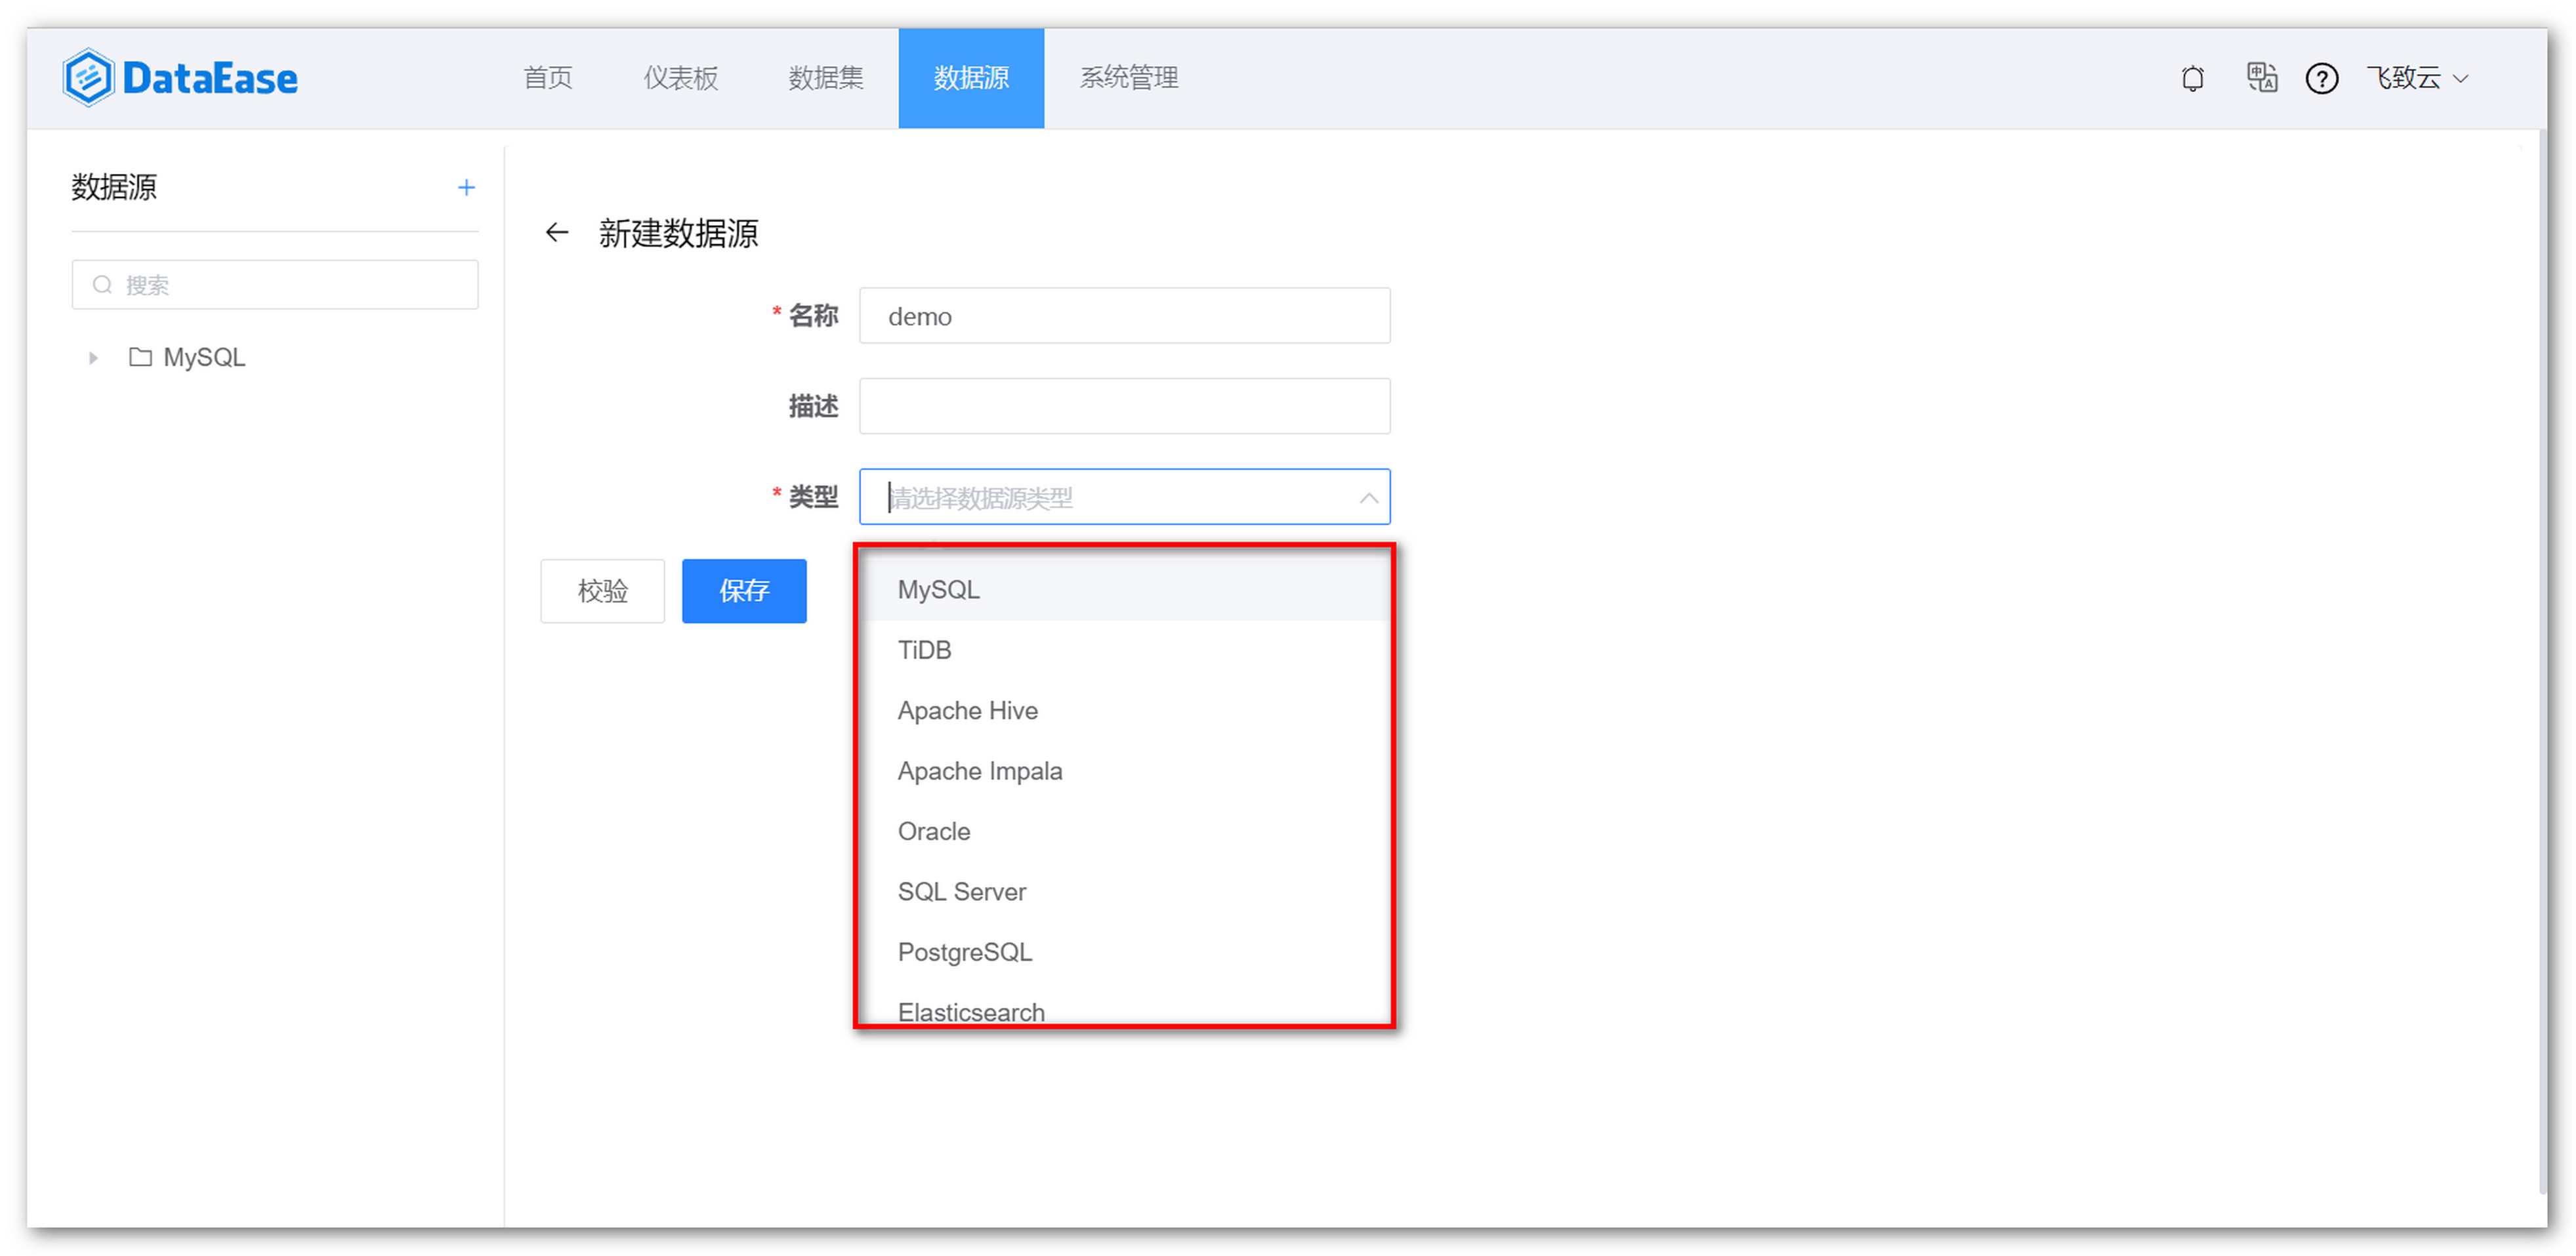 DataEase 首页 仪表板 数据集 数据源 系统管理 飞致云
数据源 +
搜索
MySQL
新建数据源
* 名称 demo
描述
* 类型 请选择数据源类型
校验 保存
MySQL
TiDB
Apache Hive
Apache Impala
Oracle
SQL Server
PostgreSQL
Elasticsearch